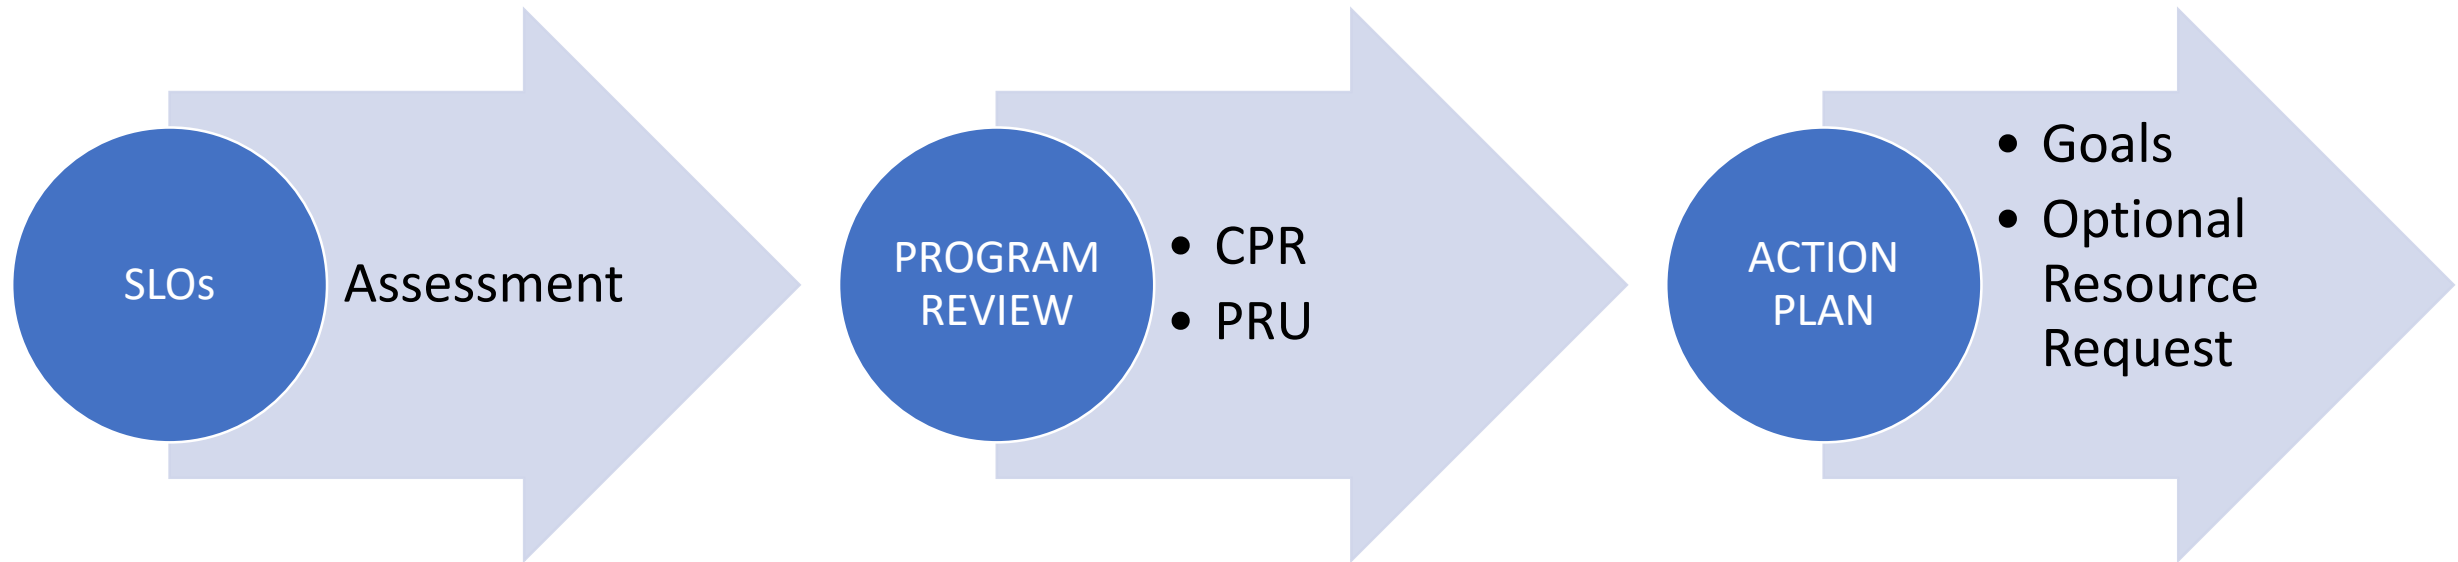 SLOs
Assessment
PROGRAM
REVIEW
• CPR
• PRU
ACTION
PLAN
• Goals
• Optional
Resource
Request